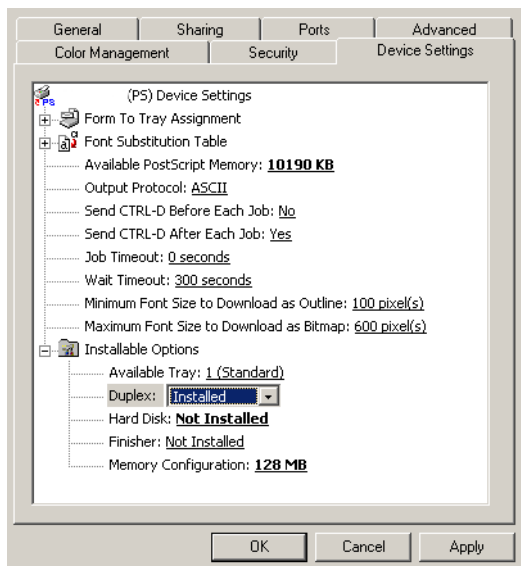 General Sharing Ports Advanced
Color Management Security Device Settings
PS (PS) Device Settings
Form To Tray Assignment
a Font Substitution Table
Available PostScript Memory: 10190 KB
Output Protocol: ASCII
Send CTRL-D Before Each Job: No
Send CTRL-D After Each Job: Yes
Job Timeout: 0 seconds
Wait Timeout: 300 seconds
Minimum Font Size to Download as Outline: 100 pixel(s)
Maximum Font Size to Download as Bitmap: 600 pixel(s)
Installable Options
Available Tray: 1 (Standard)
Duplex: Installed
Hard Disk: Not Installed
Finisher: Not Installed
Memory Configuration: 128 MB
OK Cancel Apply